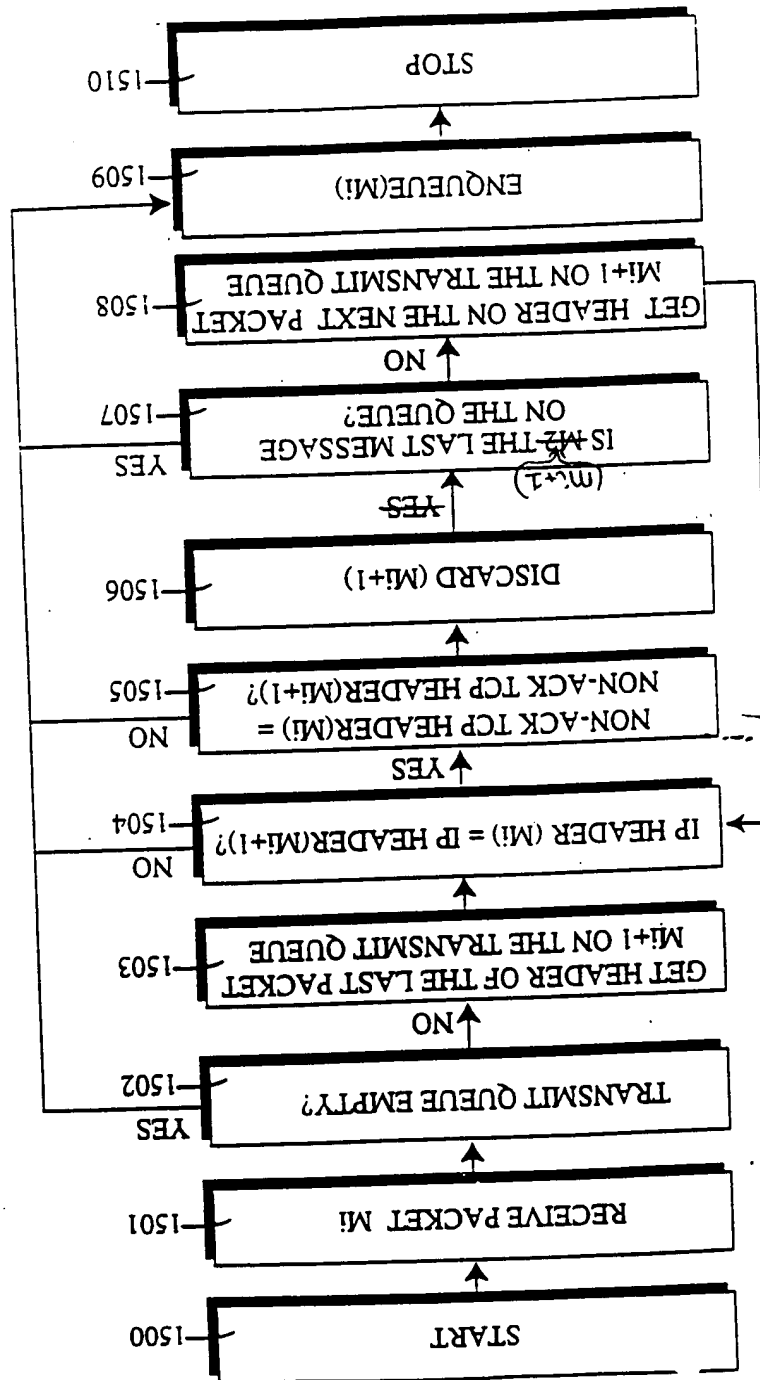 START
1500
RECEIVE PACKET Mi
1501
TRANSMIT QUEUE EMPTY?
1502
YES
NO
GET HEADER OF THE LAST PACKET
Mi+1 ON THE TRANSMIT QUEUE
1503
IP HEADER (Mi) = IP HEADER(Mi+1)?
1504
NO
YES
NON-ACK TCP HEADER(Mi) =
NON-ACK TCP HEADER(Mi+1)?
1505
NO
DISCARD (Mi+1)
1506
YES
(mi+1)
IS M2 THE LAST MESSAGE
ON THE QUEUE?
1507
YES
NO
GET HEADER ON THE NEXT PACKET
Mi+1 ON THE TRANSMIT QUEUE
1508
ENQUEUE(Mi)
1509
STOP
1510